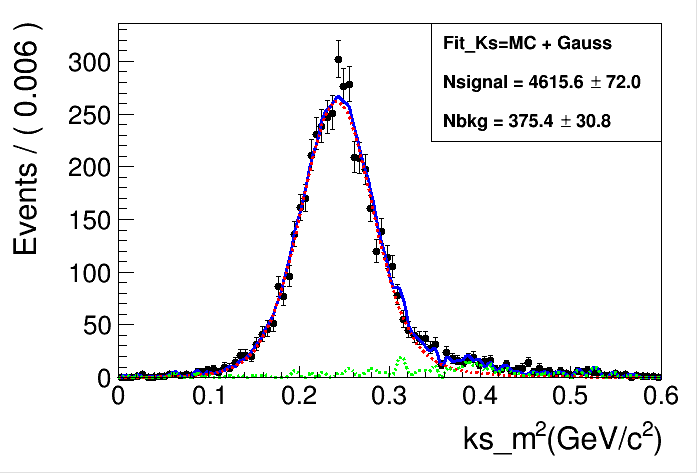 Events / ( 0.006 )
300
250
200
150
100
50
0
Fit_Ks=MC + Gauss
Nsignal = 4615.6 ± 72.0
Nbkg = 375.4 ± 30.8
0 0.1 0.2 0.3 0.4 0.5 0.6
ks_m²(GeV/c²)